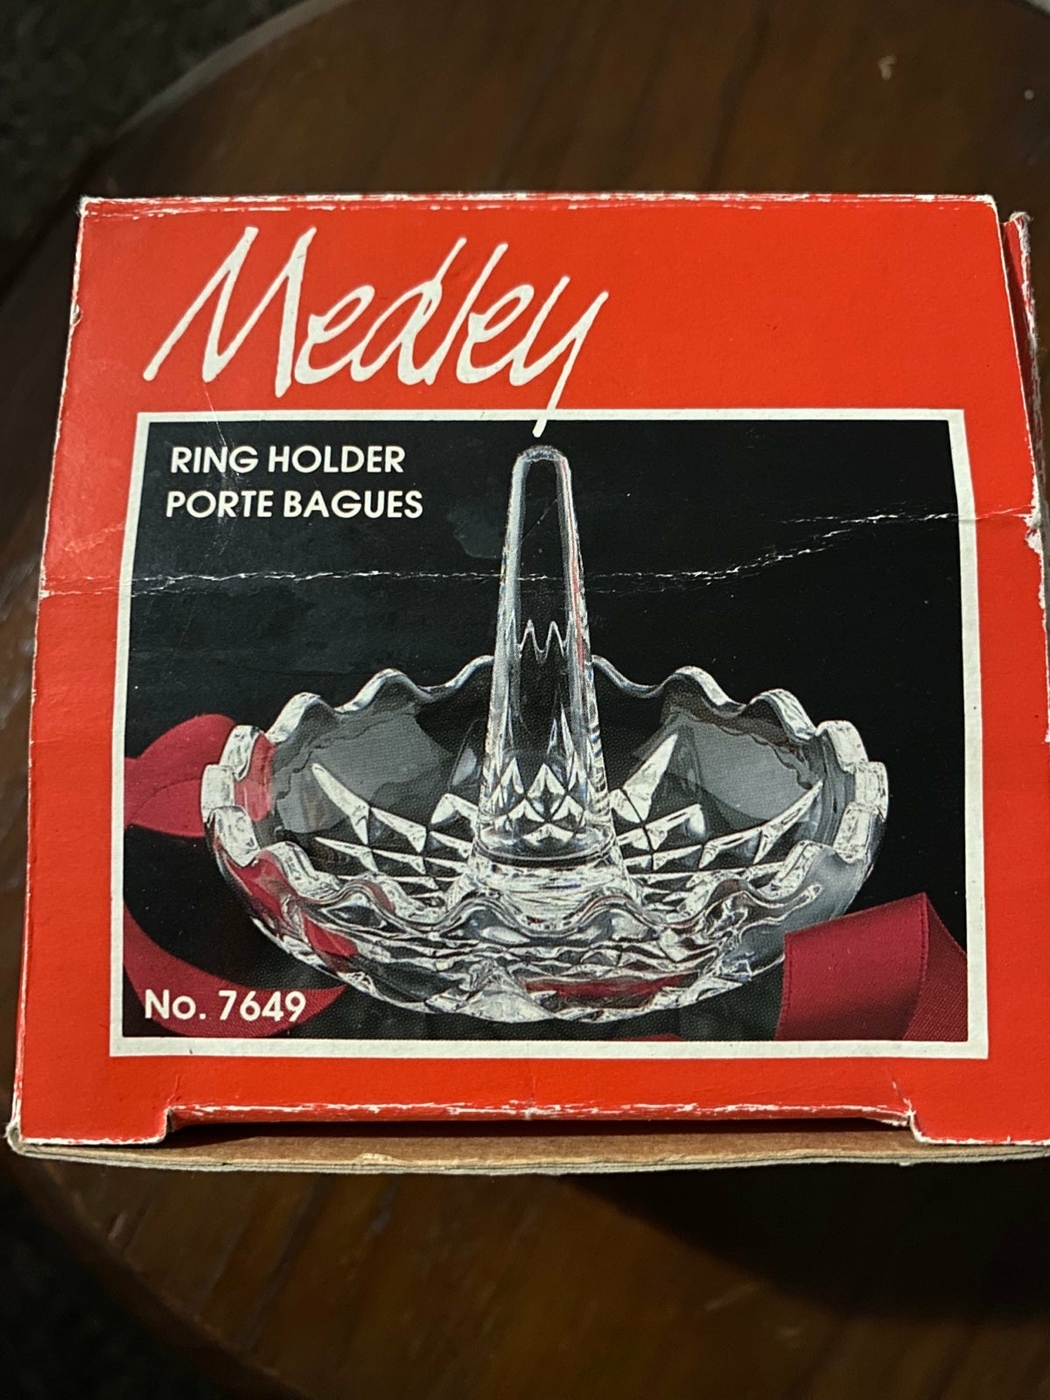 Medley
RING HOLDER
PORTE BAGUES
No. 7649